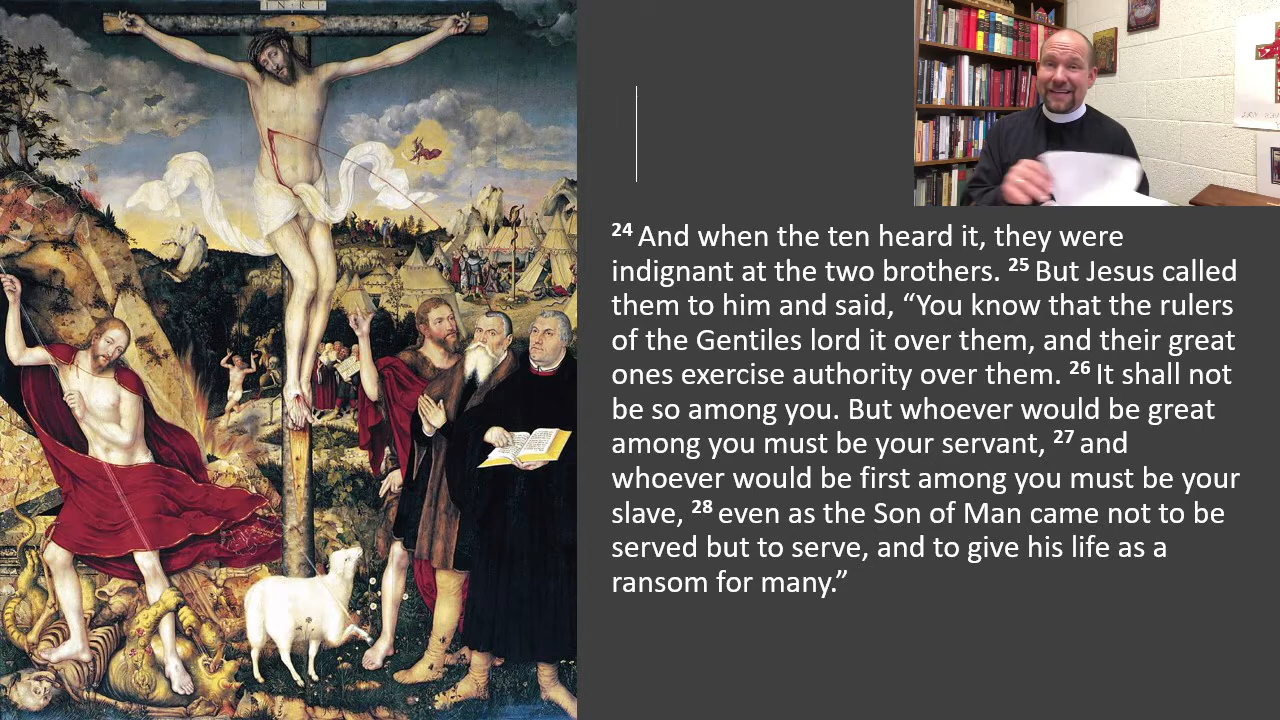 I·N·R·I
24 And when the ten heard it, they were
indignant at the two brothers. 25 But Jesus called
them to him and said, “You know that the rulers
of the Gentiles lord it over them, and their great
ones exercise authority over them. 26 It shall not
be so among you. But whoever would be great
among you must be your servant, 27 and
whoever would be first among you must be your
slave, 28 even as the Son of Man came not to be
served but to serve, and to give his life as a
ransom for many.”